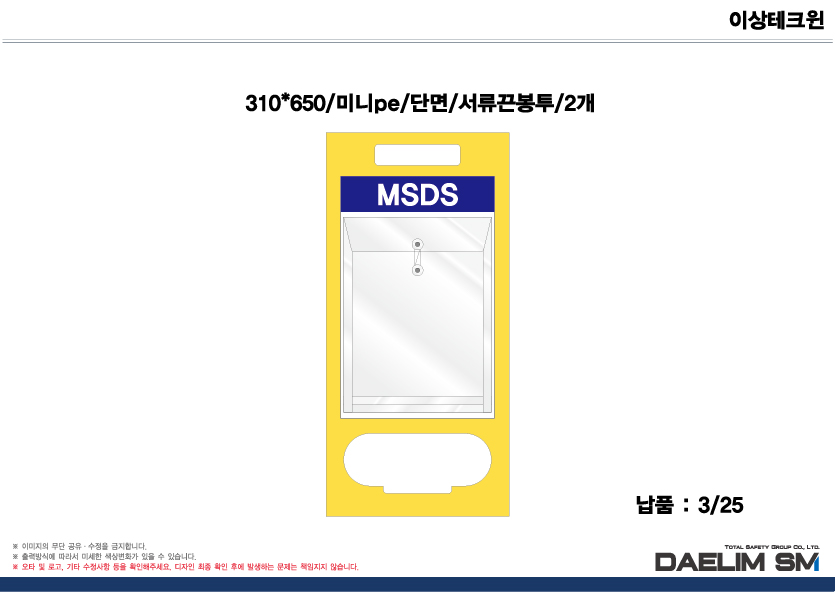 이상테크윈
310*650/미니pe/단면/서류끈봉투/2개
MSDS
납품 : 3/25
※ 이미지의 무단 공유·수정을 금지합니다.
※ 출력방식에 따라서 미세한 색상변화가 있을 수 있습니다.
※ 오타 및 로고, 기타 수정사항 등을 확인해주세요. 디자인 최종 확인 후에 발생하는 문제는 책임지지 않습니다.
TOTAL SAFETY GROUP CO., LTD.
DAELIM SM